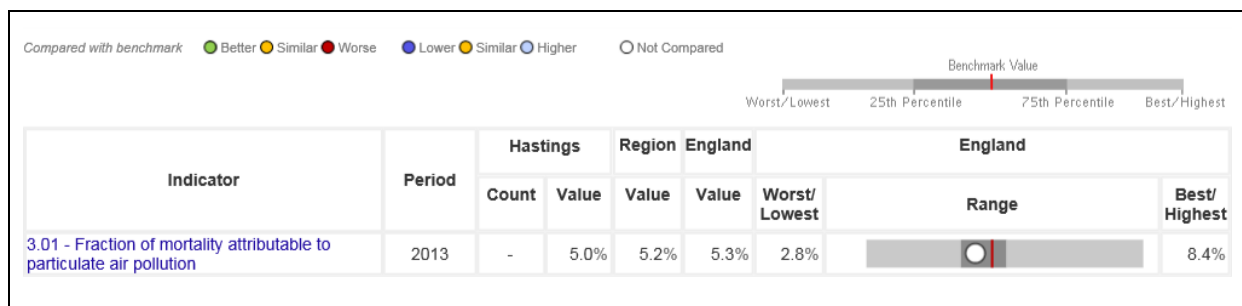 Compared with benchmark Better Similar Worse Lower Similar Higher Not Compared
Benchmark Value
Worst/Lowest 25th Percentile 75th Percentile Best/Highest
Indicator Period Hastings Region England England
Count Value Value Value Worst/ Lowest Range Best/ Highest
3.01 - Fraction of mortality attributable to
particulate air pollution
2013 - 5.0% 5.2% 5.3% 2.8% 8.4%